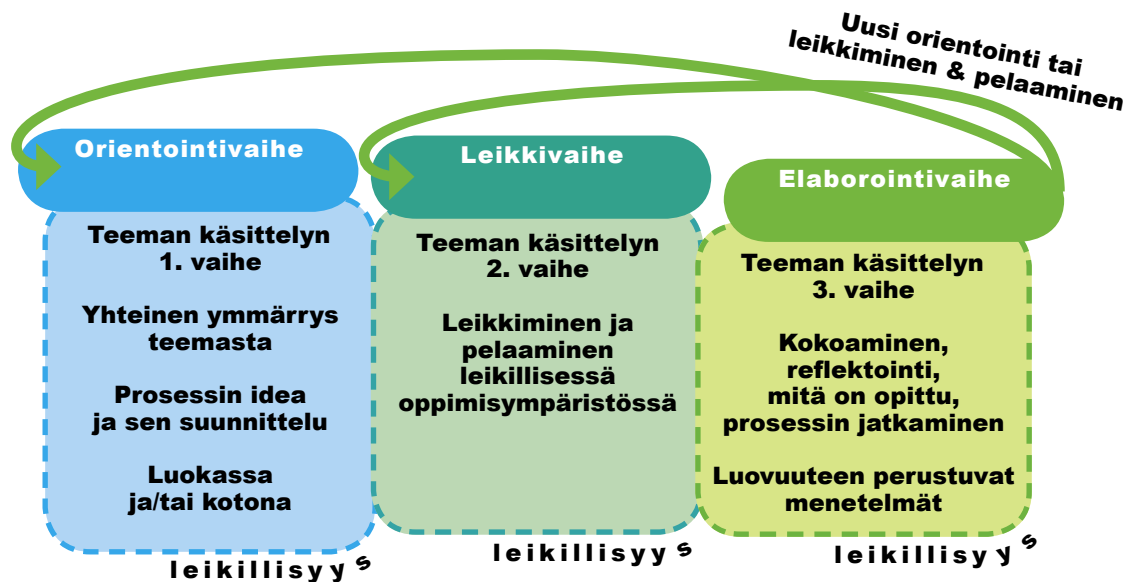 Uusi orientointi tai
leikkiminen & pelaaminen
Orientointivaihe
Teeman käsittelyn
1. vaihe
Yhteinen ymmärrys
teemasta
Prosessin idea
ja sen suunnittelu
Luokassa
ja/tai kotona
leikillisyys
Leikkivaihe
Teeman käsittelyn
2. vaihe
Leikkiminen ja
pelaaminen
leikillisessä
oppimisympäristössä
leikillisyys
Elaborointivaihe
Teeman käsittelyn
3. vaihe
Kokoaminen,
reflektointi,
mitä on opittu,
prosessin jatkaminen
Luovuuteen perustuvat
menetelmät
leikillisyys